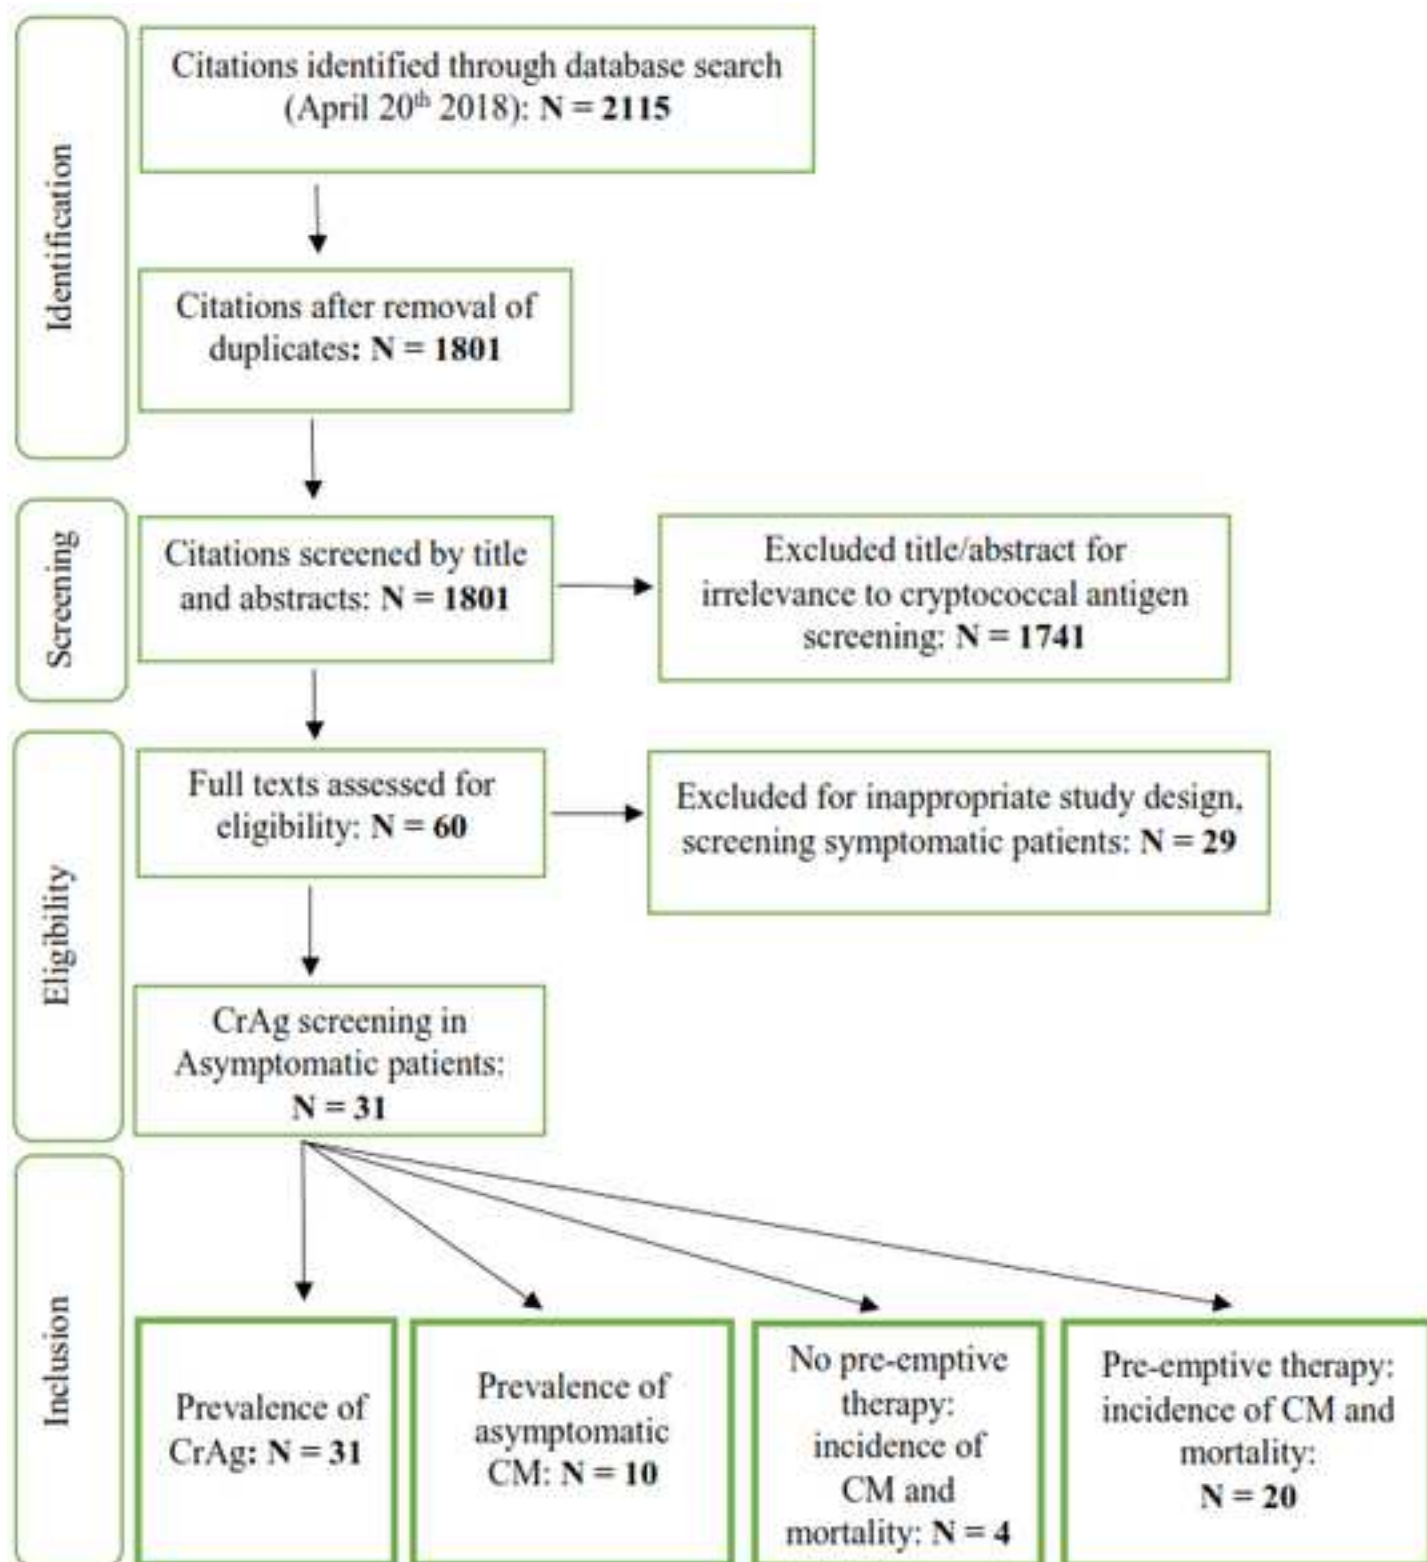 Identification
Citations identified through database search
(April 20th 2018): N = 2115
Citations after removal of
duplicates: N = 1801
Screening
Citations screened by title
and abstracts: N = 1801
Excluded title/abstract for
irrelevance to cryptococcal antigen
screening: N = 1741
Eligibility
Full texts assessed for
eligibility: N = 60
Excluded for inappropriate study design,
screening symptomatic patients: N = 29
CrAg screening in
Asymptomatic patients:
N = 31
Inclusion
Prevalence of
CrAg: N = 31
Prevalence of
asymptomatic
CM: N = 10
No pre-emptive
therapy:
incidence of
CM and
mortality: N = 4
Pre-emptive therapy:
incidence of CM and
mortality:
N = 20